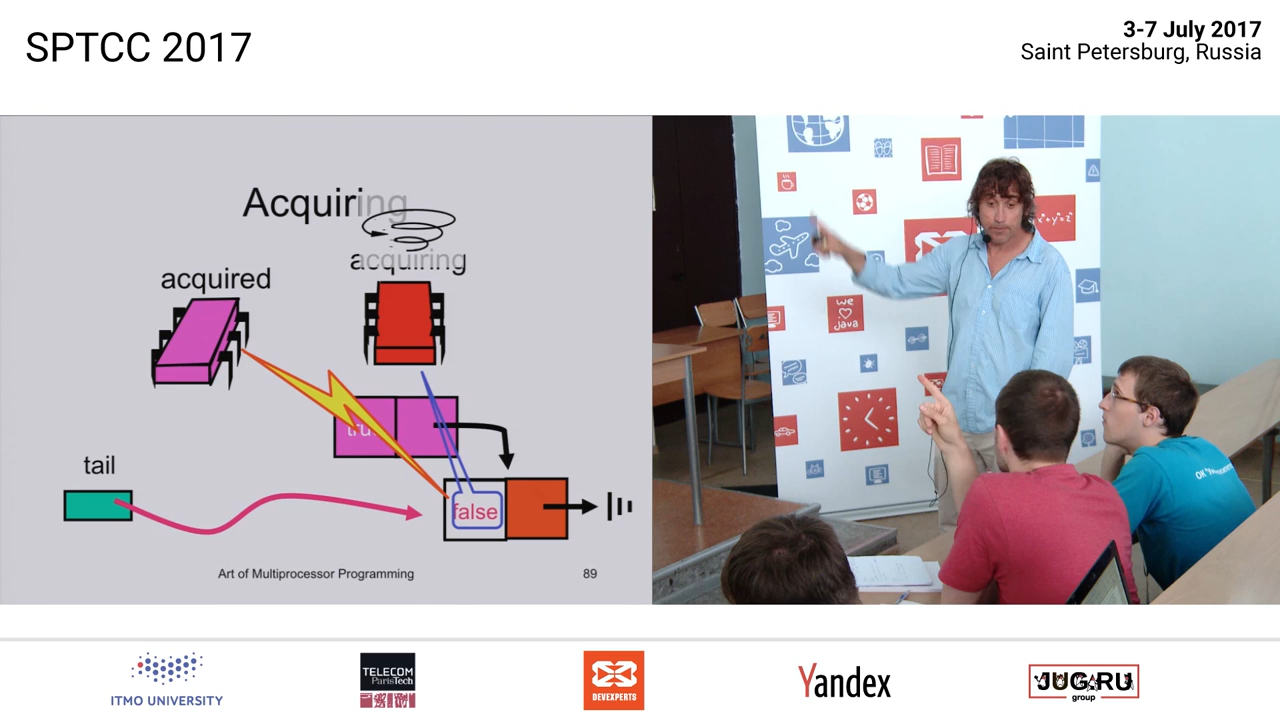 SPTCC 2017
3-7 July 2017
Saint Petersburg, Russia
Acquiring
acquiring
acquired
tail
false
Art of Multiprocessor Programming
89
we
java
x^n+y^n=z^n
ITMO UNIVERSITY
TELECOM
ParisTech
DEVEXPERTS
Yandex
JUG.RU
group